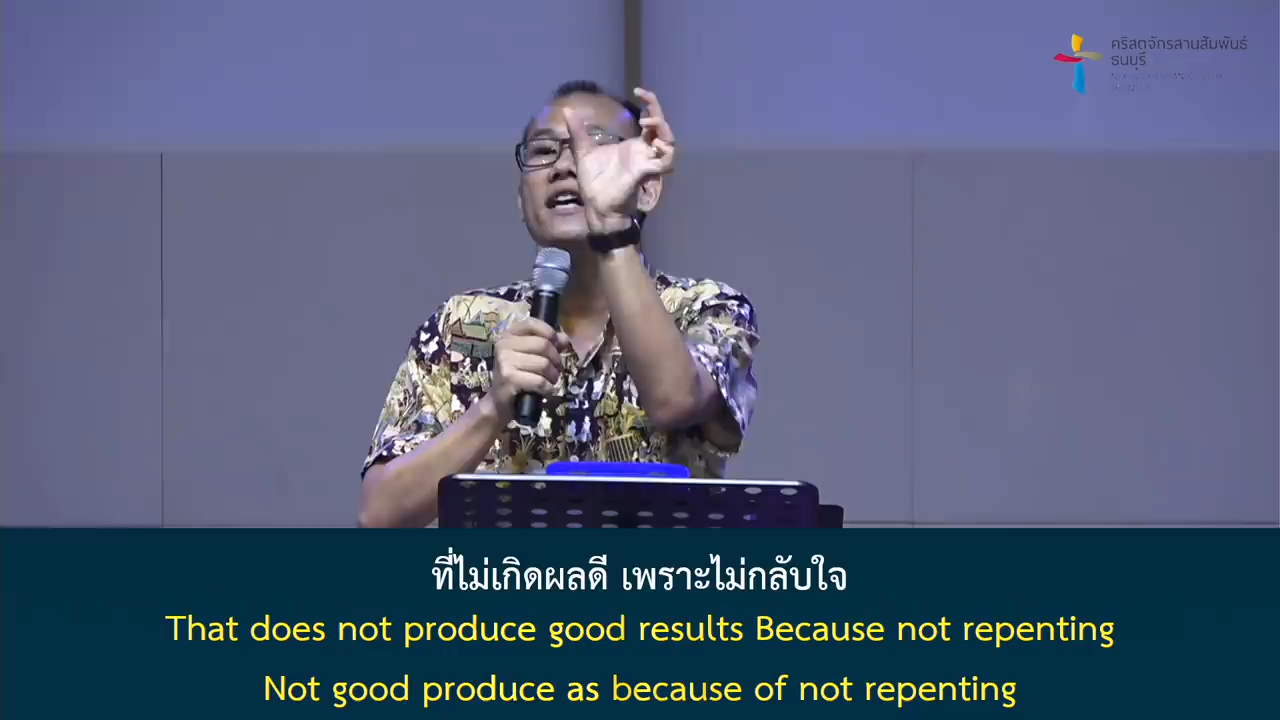 คริสตจักรสานสัมพันธ์
ธนบุรี
ที่ไม่เกิดผลดี เพราะไม่กลับใจ
That does not produce good results Because not repenting
Not good produce as because of not repenting